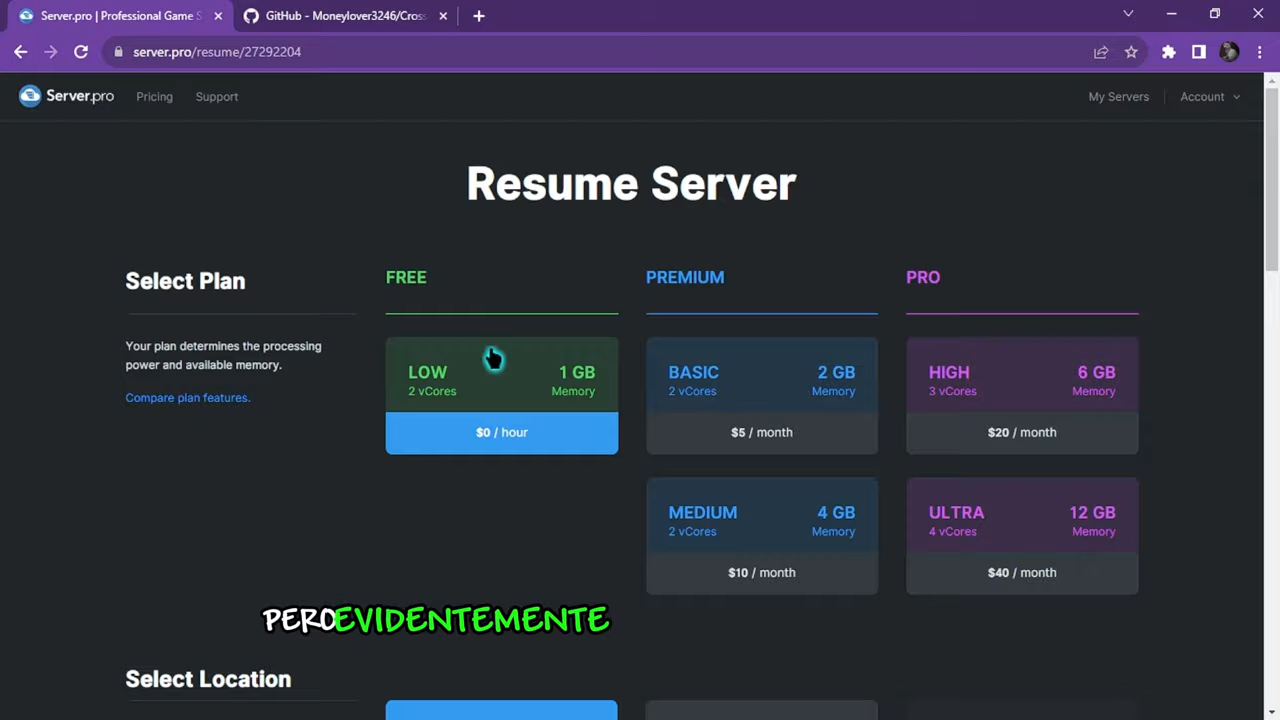 Server.pro | Professional Game S
GitHub - Moneylover3246/Cross
server.pro/resume/27292204
Server.pro
Pricing
Support
My Servers
Account
Resume Server
Select Plan
Your plan determines the processing
power and available memory.
Compare plan features.
FREE
LOW 1 GB
2 vCores Memory
$0 / hour
PREMIUM
BASIC 2 GB
2 vCores Memory
$5 / month
MEDIUM 4 GB
2 vCores Memory
$10 / month
PRO
HIGH 6 GB
3 vCores Memory
$20 / month
ULTRA 12 GB
4 vCores Memory
$40 / month
PERO EVIDENTEMENTE
Select Location